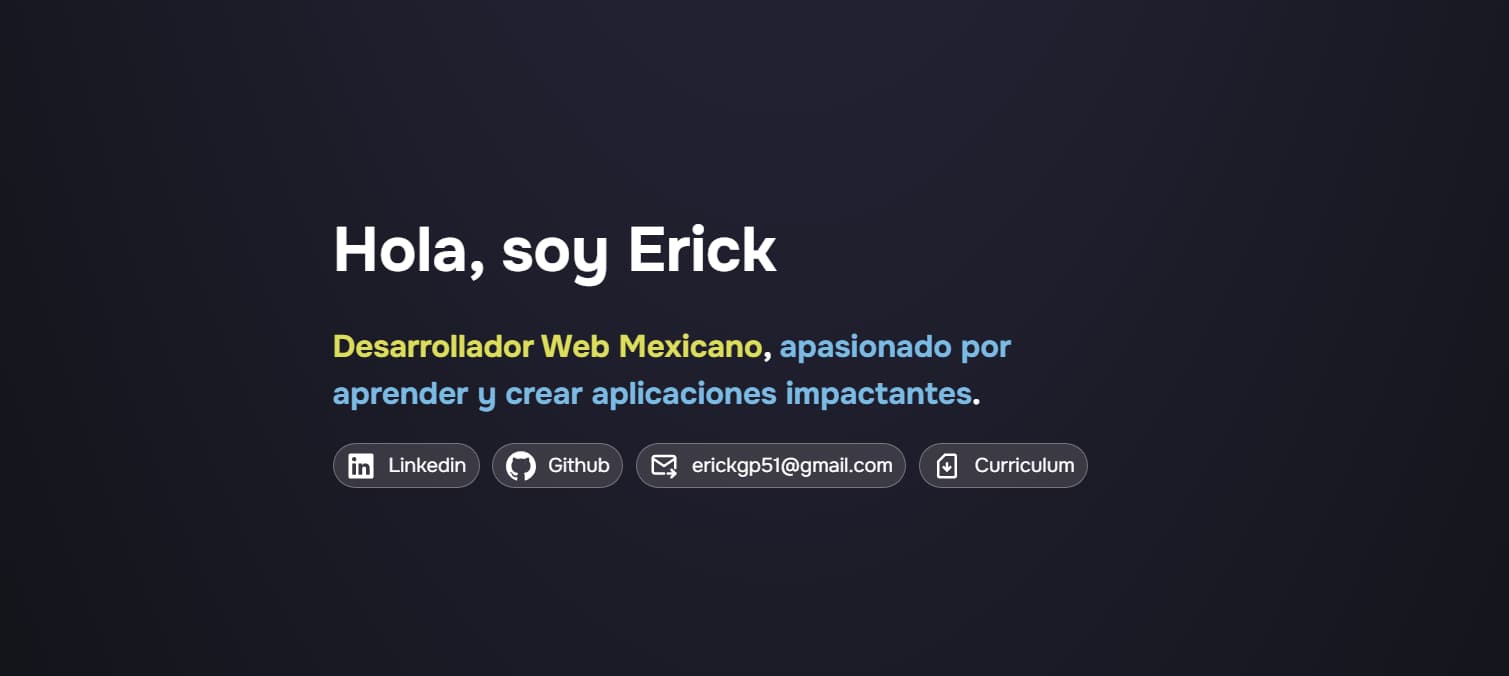 Hola, soy Erick
Desarrollador Web Mexicano, apasionado por
aprender y crear aplicaciones impactantes.
Linkedin Github erickgp51@gmail.com Curriculum